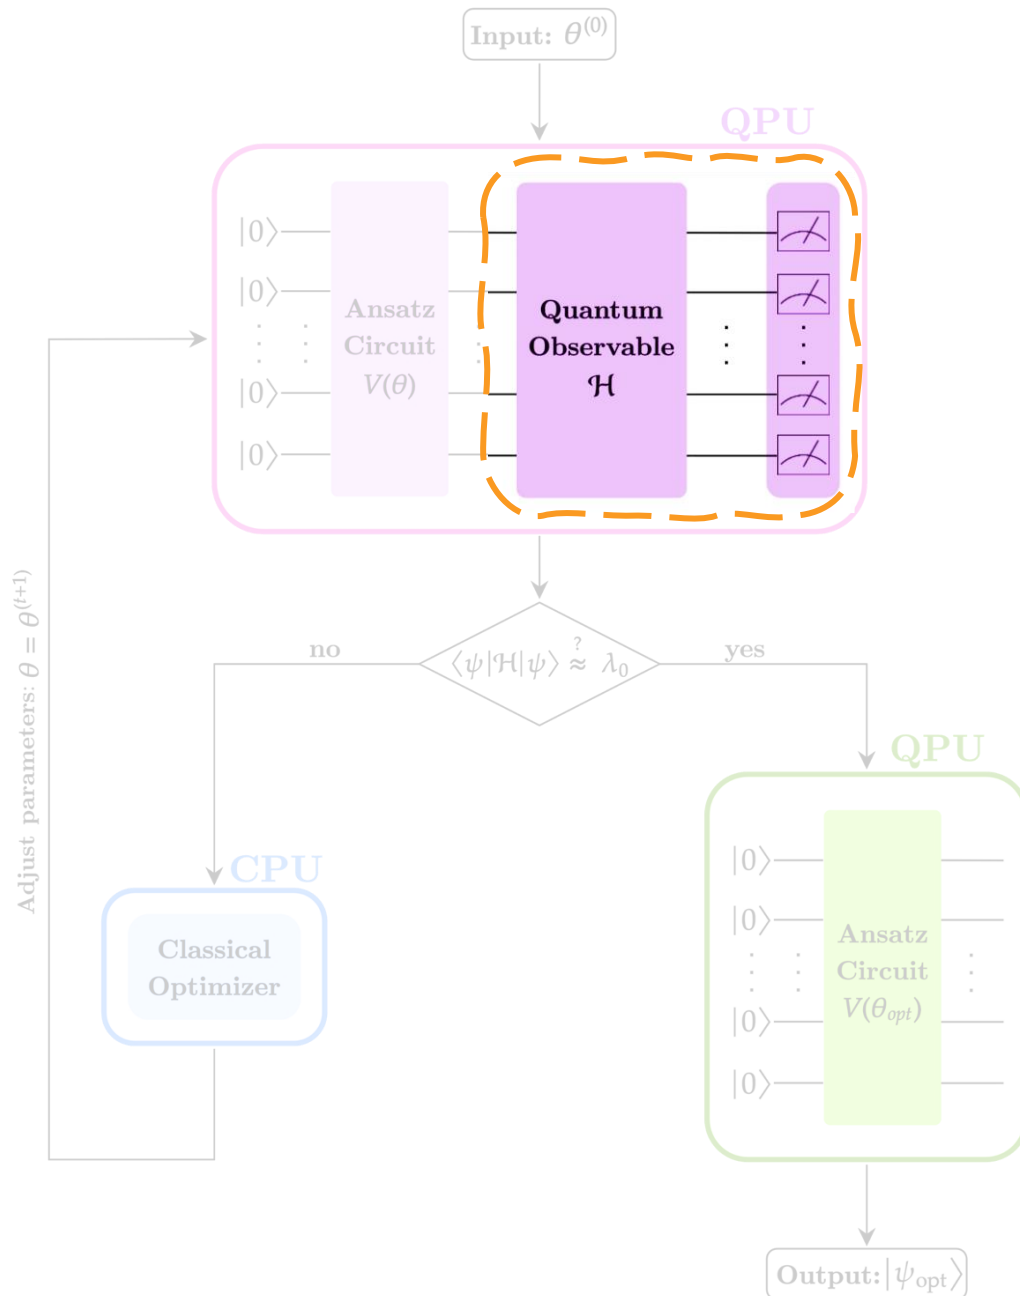 Input: θ⁽⁰⁾
QPU
|0⟩
|0⟩
|0⟩
|0⟩
Ansatz
Circuit
V(θ)
Quantum
Observable
ℋ
Adjust parameters: θ = θ⁽ᵗ⁺¹⁾
no
⟨ψ|ℋ|ψ⟩ ≈? λ₀
yes
CPU
Classical
Optimizer
QPU
|0⟩
|0⟩
|0⟩
|0⟩
Ansatz
Circuit
V(θ_opt)
Output: |ψ_opt⟩